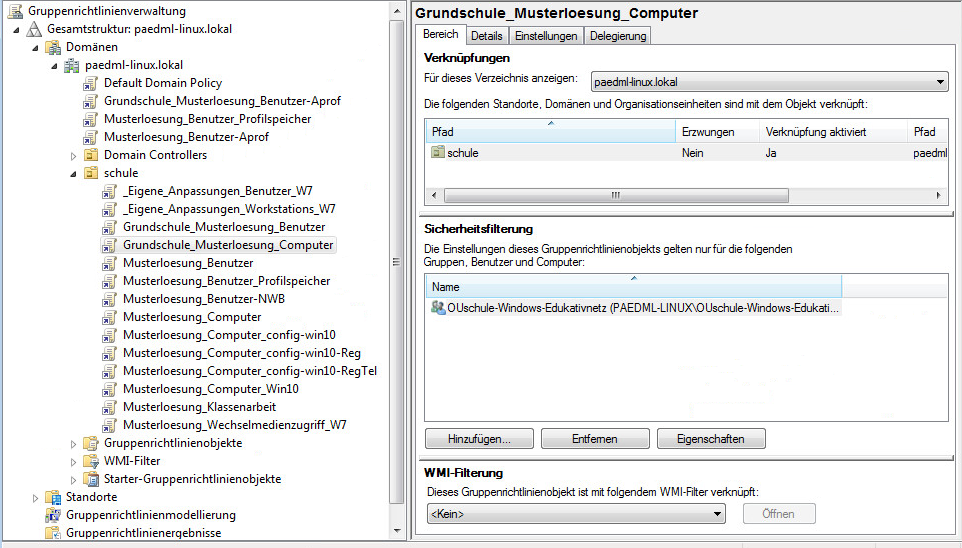 Gruppenrichtlinienverwaltung
Gesamtstruktur: paedml-linux.lokal
Domänen
paedml-linux.lokal
Default Domain Policy
Grundschule_Musterloesung_Benutzer-Aprof
Musterloesung_Benutzer_Profilspeicher
Musterloesung_Benutzer-Aprof
Domain Controllers
schule
_Eigene_Anpassungen_Benutzer_W7
_Eigene_Anpassungen_Workstations_W7
Grundschule_Musterloesung_Benutzer
Grundschule_Musterloesung_Computer
Musterloesung_Benutzer
Musterloesung_Benutzer_Profilspeicher
Musterloesung_Benutzer-NWB
Musterloesung_Computer
Musterloesung_Computer_config-win10
Musterloesung_Computer_config-win10-Reg
Musterloesung_Computer_config-win10-RegTel
Musterloesung_Computer_Win10
Musterloesung_Klassenarbeit
Musterloesung_Wechselmedienzugriff_W7
Gruppenrichtlinienobjekte
WMI-Filter
Starter-Gruppenrichtlinienobjekte
Standorte
Gruppenrichtlinienmodellierung
Gruppenrichtlinienergebnisse
Grundschule_Musterloesung_Computer
Bereich Details Einstellungen Delegierung
Verknüpfungen
Für dieses Verzeichnis anzeigen: paedml-linux.lokal
Die folgenden Standorte, Domänen und Organisationseinheiten sind mit dem Objekt verknüpft:
Pfad Erzwungen Verknüpfung aktiviert Pfad
schule Nein Ja paedml
Sicherheitsfilterung
Die Einstellungen dieses Gruppenrichtlinienobjekts gelten nur für die folgenden
Gruppen, Benutzer und Computer:
Name
OUschule-Windows-Edukativnetz (PAEDML-LINUX\OUschule-Windows-Edukati...
Hinzufügen... Entfernen Eigenschaften
WMI-Filterung
Dieses Gruppenrichtlinienobjekt ist mit folgendem WMI-Filter verknüpft:
<Kein> Öffnen